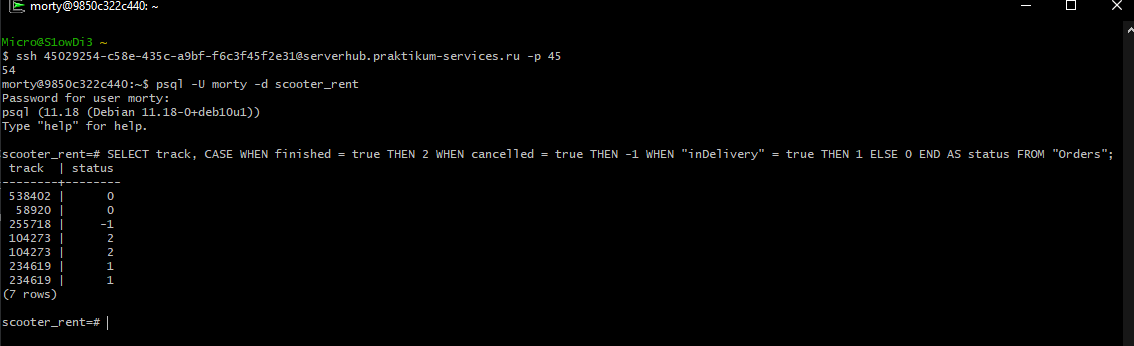 morty@9850c322c440: ~
Micro@SlowDi3 ~
$ ssh 45029254-c58e-435c-a9bf-f6c3f45f2e31@serverhub.praktikum-services.ru -p 45
54
morty@9850c322c440:~$ psql -U morty -d scooter_rent
Password for user morty:
psql (11.18 (Debian 11.18-0+deb10u1))
Type "help" for help.
scooter_rent=# SELECT track, CASE WHEN finished = true THEN 2 WHEN cancelled = true THEN -1 WHEN "inDelivery" = true THEN 1 ELSE 0 END AS status FROM "Orders";
track | status
--------+--------
538402 | 0
58920 | 0
255718 | -1
104273 | 2
104273 | 2
234619 | 1
234619 | 1
(7 rows)
scooter_rent=#